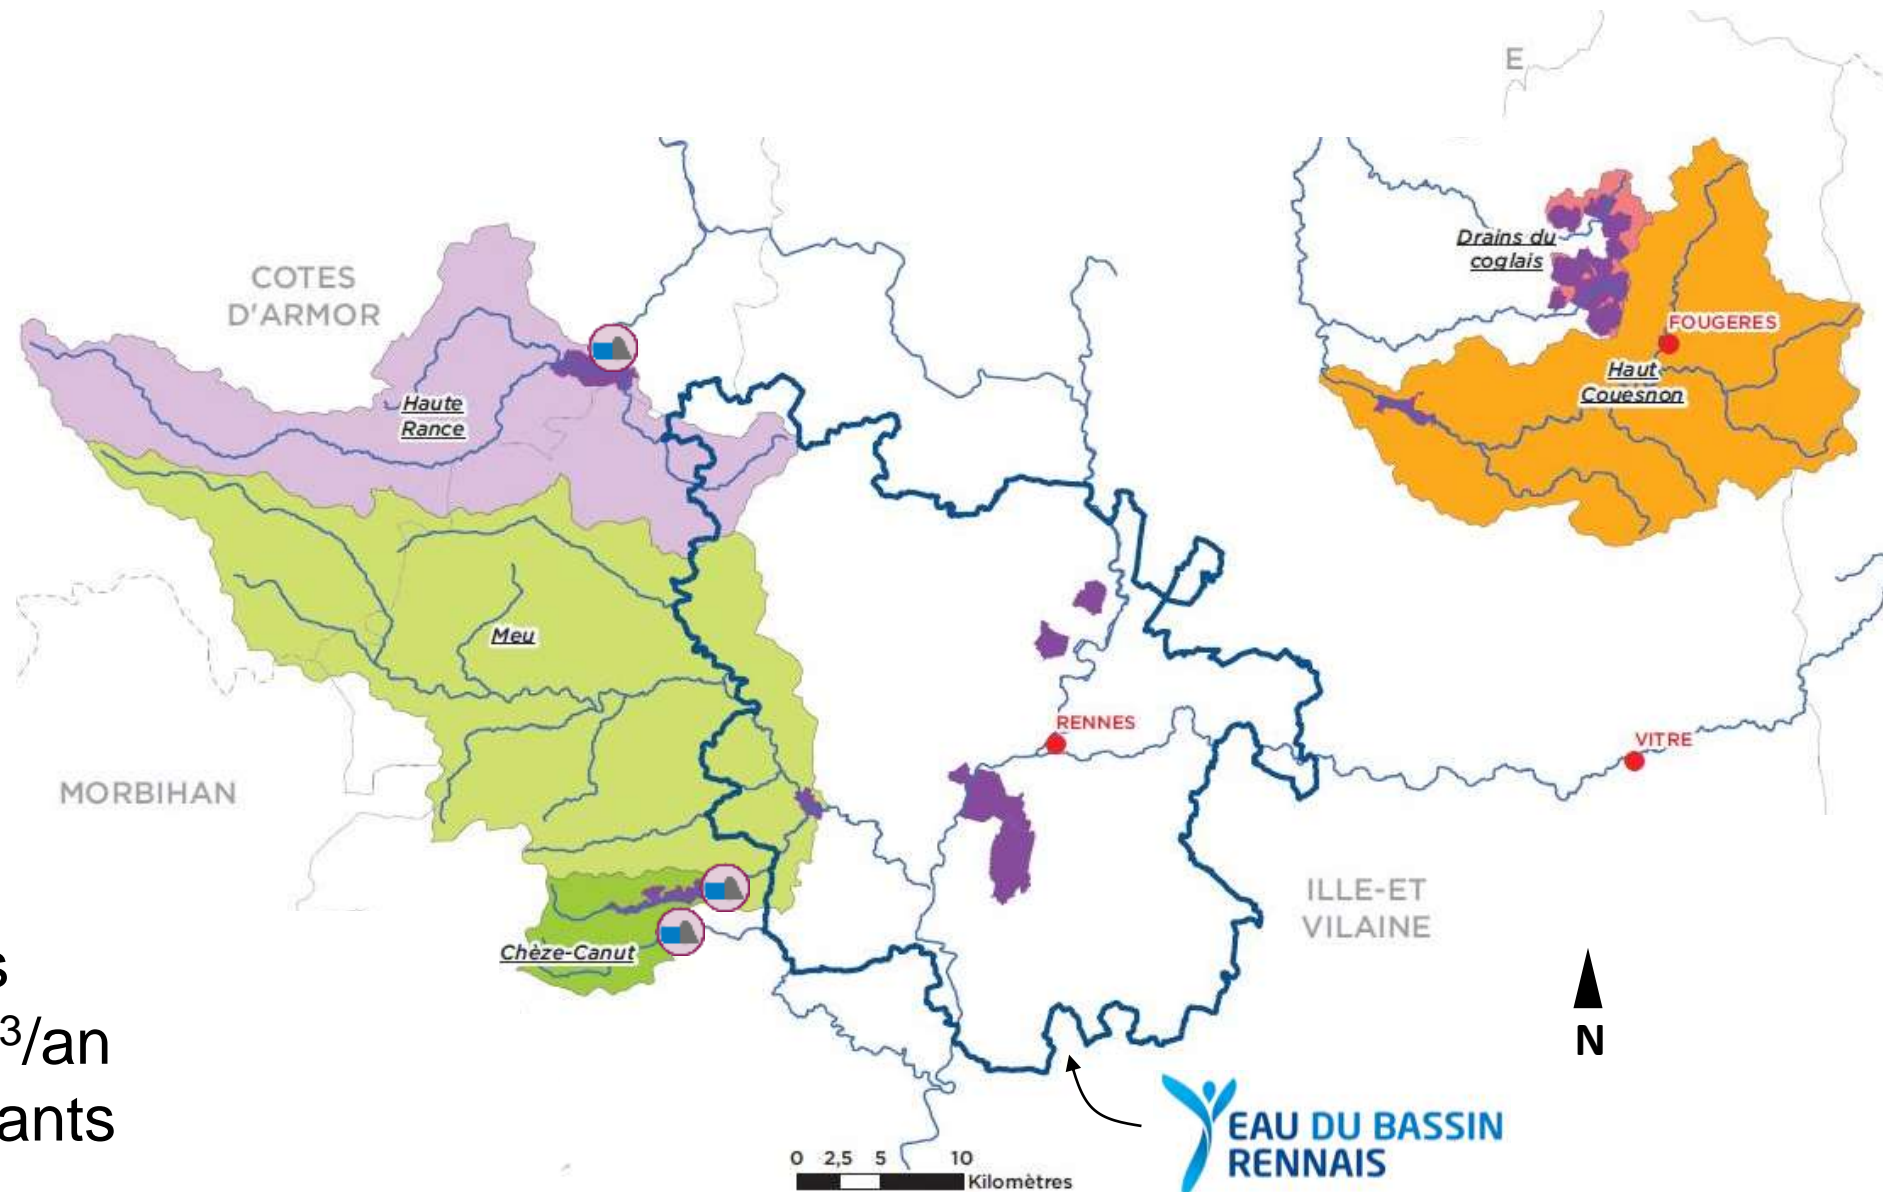 E
COTES
D'ARMOR
Drains du
coglais
FOUGERES
Haut
Couesnon
Haute
Rance
Meu
RENNES
VITRE
MORBIHAN
ILLE-ET
VILAINE
Chèze-Canut
s
3/an
ants
N
EAU DU BASSIN
RENNAIS
0 2,5 5 10
Kilomètres